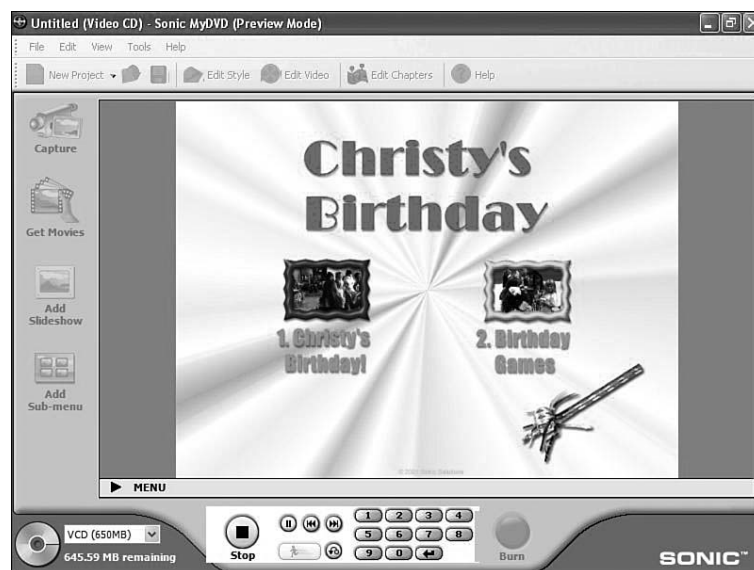 Untitled (Video CD) - Sonic MyDVD (Preview Mode)
File Edit View Tools Help
New Project Edit Style Edit Video Edit Chapters ? Help
Capture
Get Movies
Add
Slideshow
Add
Sub-menu
Christy's
Birthday
1. Christy's
Birthday!
2. Birthday
Games
MENU
VCD (650MB)
645.59 MB remaining
Stop
1 2 3 4
5 6 7 8
9 0
Burn
SONIC™